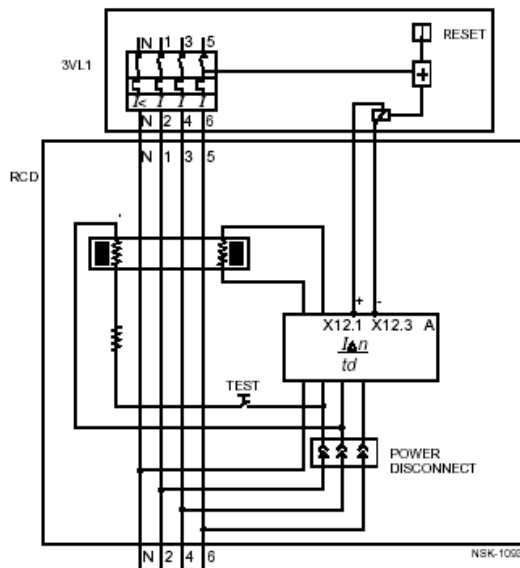 N 1 3 5
RESET
3VL1
I< I I I
N 2 4 6
N 1 3 5
RCD
+ -
X12.1 X12.3 A
I▲n
td
TEST
POWER
DISCONNECT
N 2 4 6